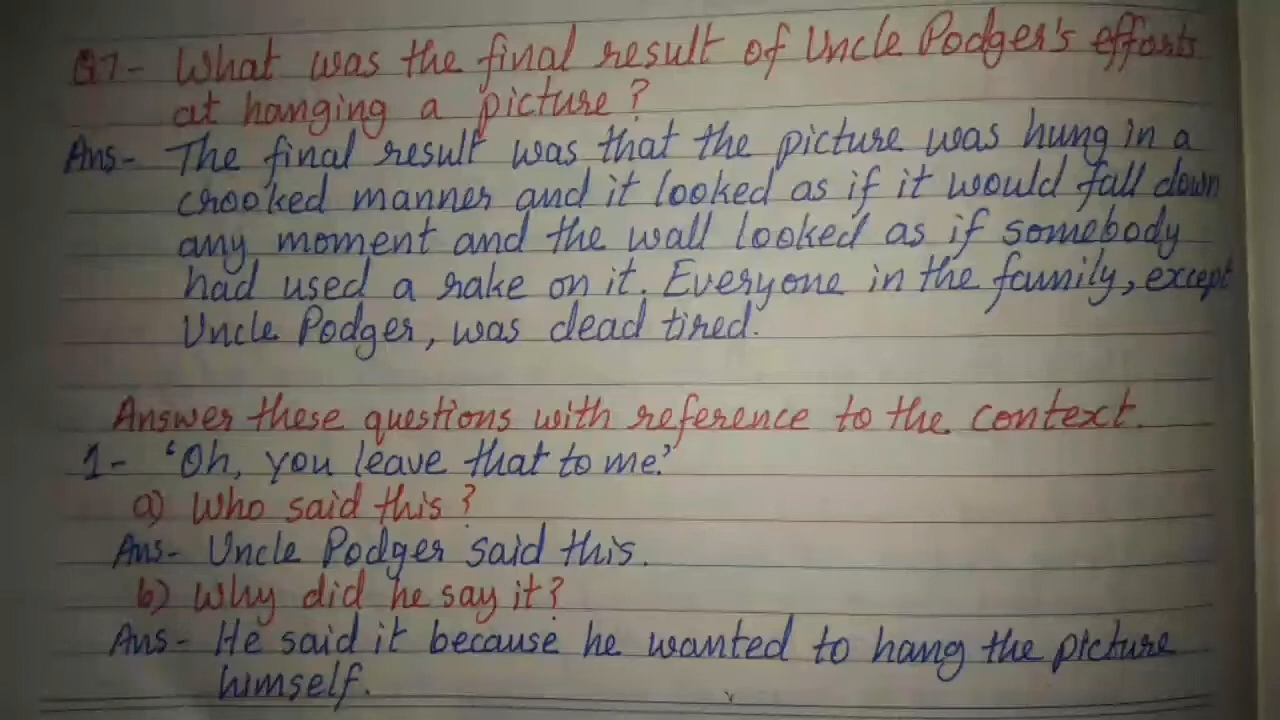 Q7- What was the final result of Uncle Podger's efforts
at hanging a picture?
Ans- The final result was that the picture was hung in a
crooked manner and it looked as if it would fall down
any moment and the wall looked as if somebody
had used a rake on it. Everyone in the family, except
Uncle Podger, was dead tired.
Answer these questions with reference to the context.
1- 'Oh, you leave that to me.'
a) Who said this?
Ans- Uncle Podger said this.
b) Why did he say it?
Ans- He said it because he wanted to hang the picture
himself.